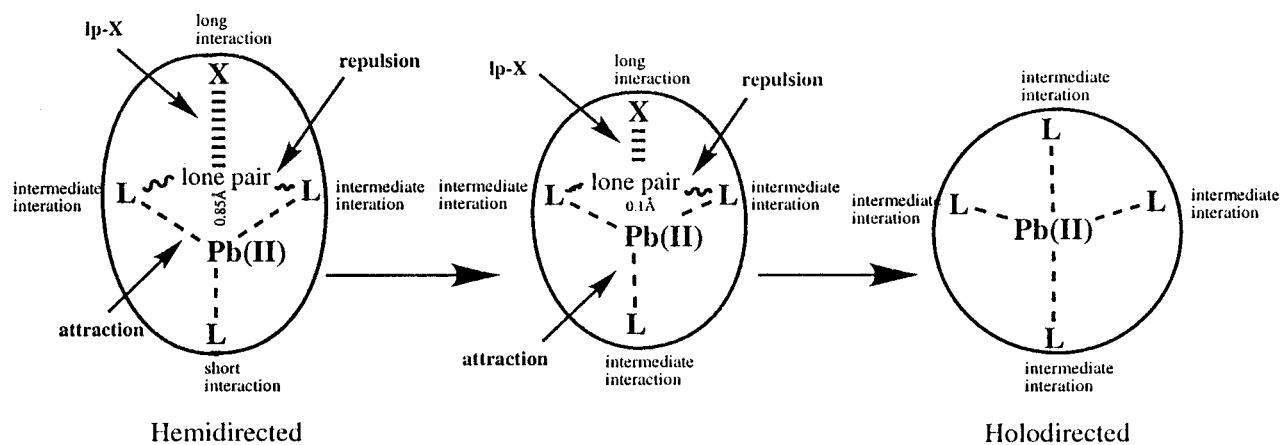 lp-X
long
interaction
X
repulsion
L
lone pair
L
intermediate
interation
intermediate
interation
0.85Å
Pb(II)
attraction
L
short
interaction
Hemidirected
lp-X
long
interaction
X
repulsion
intermediate
interation
L
lone pair
L
intermediate
interation
0.1Å
Pb(II)
attraction
L
intermediate
interaction
intermediate
interation
L
intermediate
interation
L
Pb(II)
L
intermediate
interation
L
intermediate
interation
Holodirected